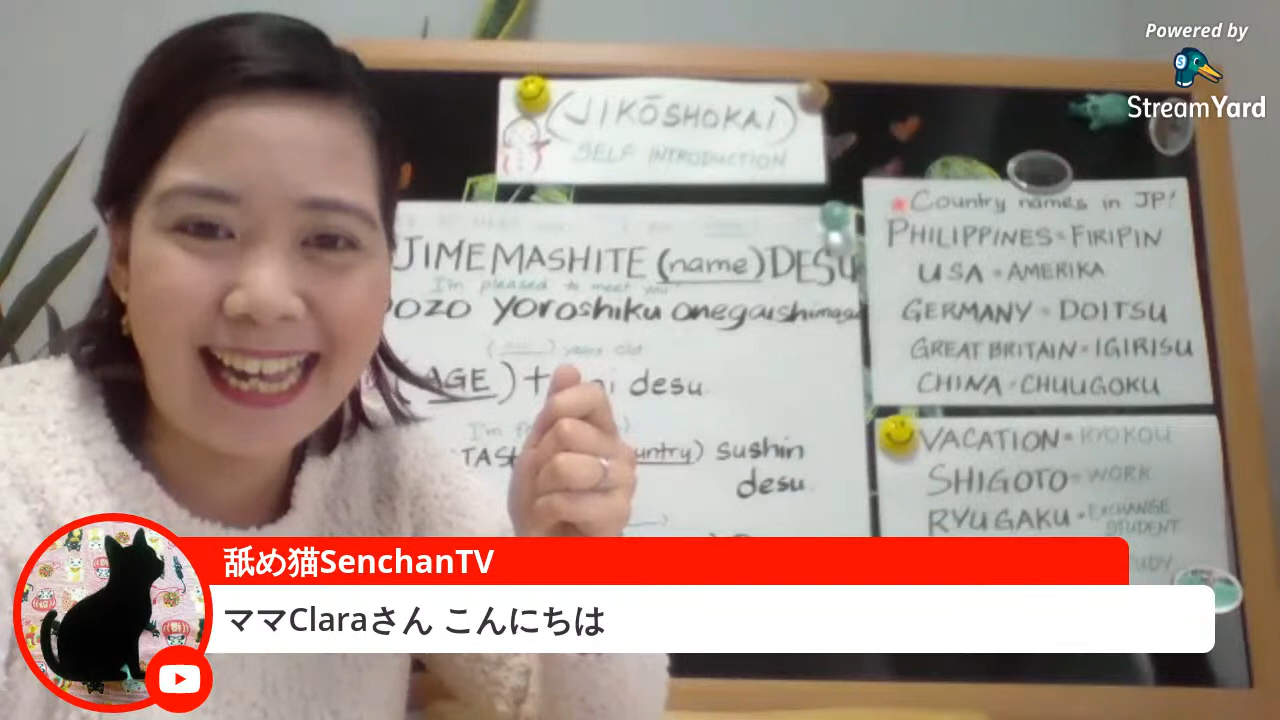 Powered by
StreamYard
(JIKŌSHOKAI)
SELF INTRODUCTION
JIMEMASHITE (name) DESU
I'm pleased to meet you
DOZO yoroshiku onegaishimasu
years old
(AGE) desu
I'm
sushin
desu
Country names in JP!
PHILIPPINES = FIRIPIN
USA = AMERIKA
GERMANY = DOITSU
GREAT BRITAIN = IGIRISU
CHINA = CHUUGOKU
VACATION = KYOKOU
SHIGOTO = WORK
RYUGAKU = EXCHANGE
STUDENT
舐め猫SenchanTV
ママClaraさん こんにちは